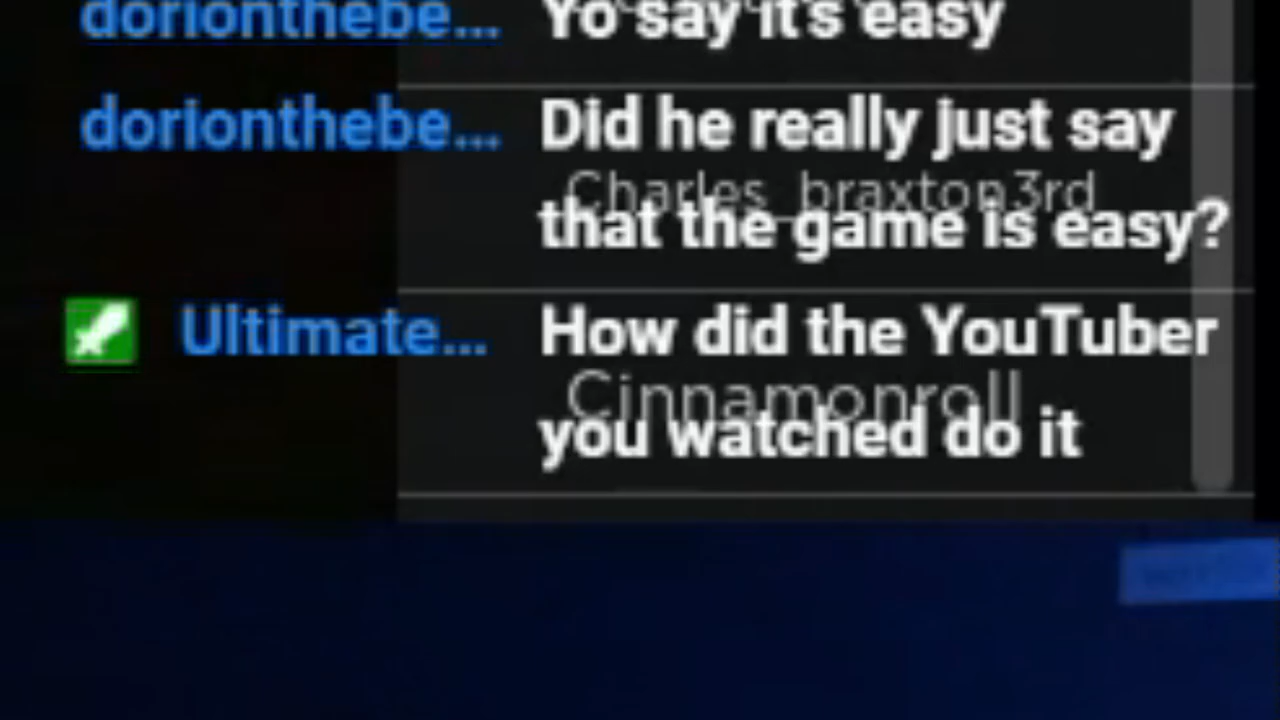 dorionthebe... Yo say it's easy
dorionthebe... Did he really just say
Charles_braxton3rd
that the game is easy?
Ultimate... How did the YouTuber
Cinnamonroll
you watched do it